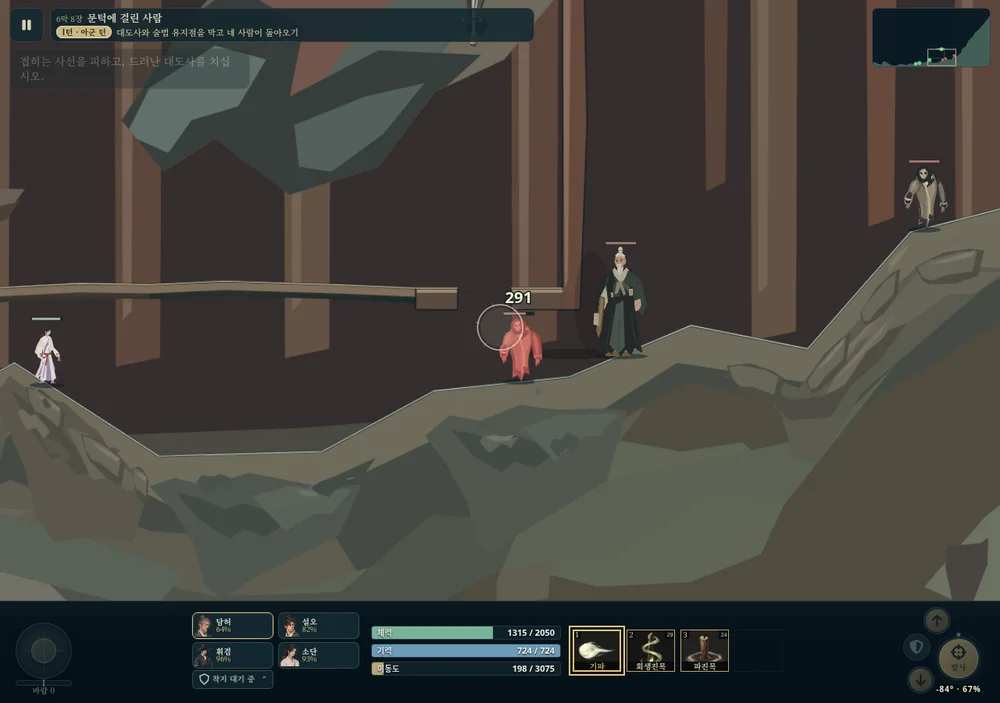 6막 8장 문턱에 걸린 사람
1턴 · 아군 턴 대도사와 술법 유지점을 막고 네 사람이 돌아오기
접히는 사선을 피하고, 드러난 대도사를 치십
시오.
291
담허
64%
설오
82%
휘겸
96%
소단
93%
착지 대기 중
체력 1315 / 2050
기력 724 / 724
이동도 198 / 3075
1
기파
2 29
회생진목
3 24
파진목
바람 0
발사
-84° · 67%